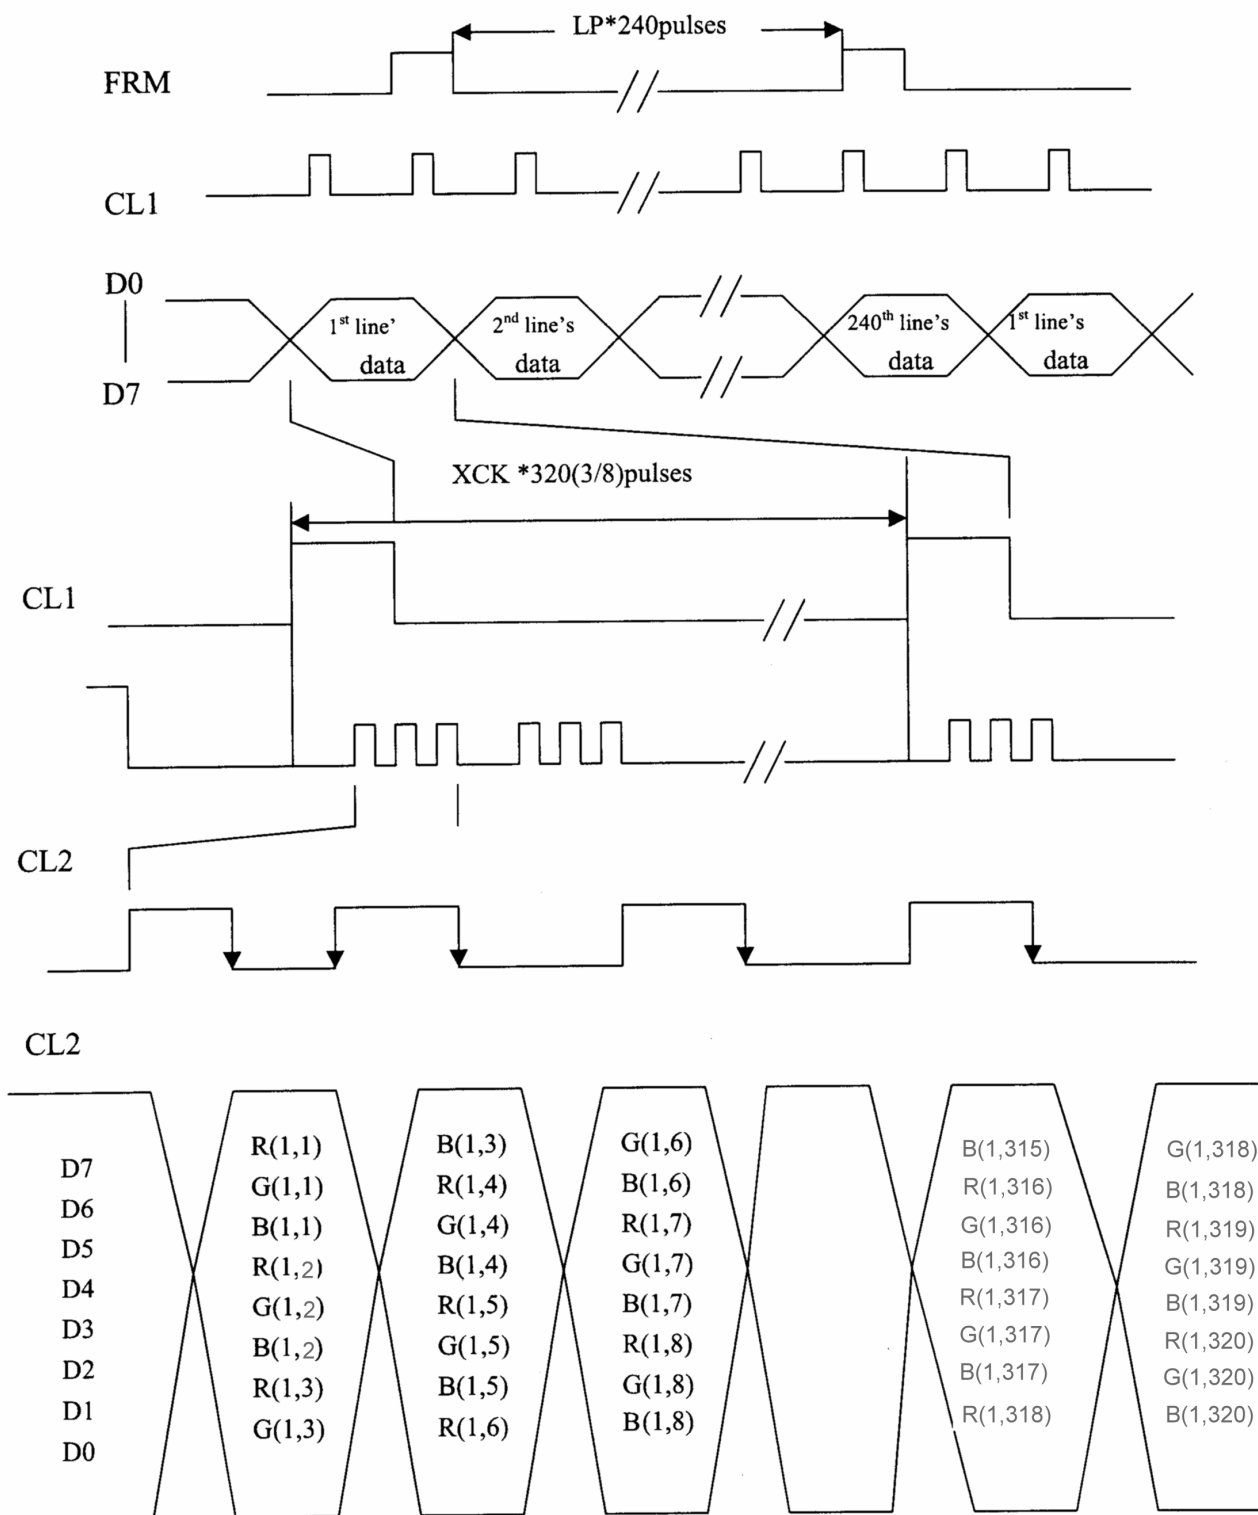 LP*240pulses
FRM
CL1
D0
D7
1st line’ data
2nd line’s data
240th line’s data
1st line’s data
XCK *320(3/8)pulses
CL1
CL2
CL2
D7
D6
D5
D4
D3
D2
D1
D0
R(1,1)
G(1,1)
B(1,1)
R(1,2)
G(1,2)
B(1,2)
R(1,3)
G(1,3)
B(1,3)
R(1,4)
G(1,4)
B(1,4)
R(1,5)
G(1,5)
B(1,5)
R(1,6)
G(1,6)
B(1,6)
R(1,7)
G(1,7)
B(1,7)
R(1,8)
G(1,8)
B(1,8)
B(1,315)
R(1,316)
G(1,316)
B(1,316)
R(1,317)
G(1,317)
B(1,317)
R(1,318)
G(1,318)
B(1,318)
R(1,319)
G(1,319)
B(1,319)
R(1,320)
G(1,320)
B(1,320)